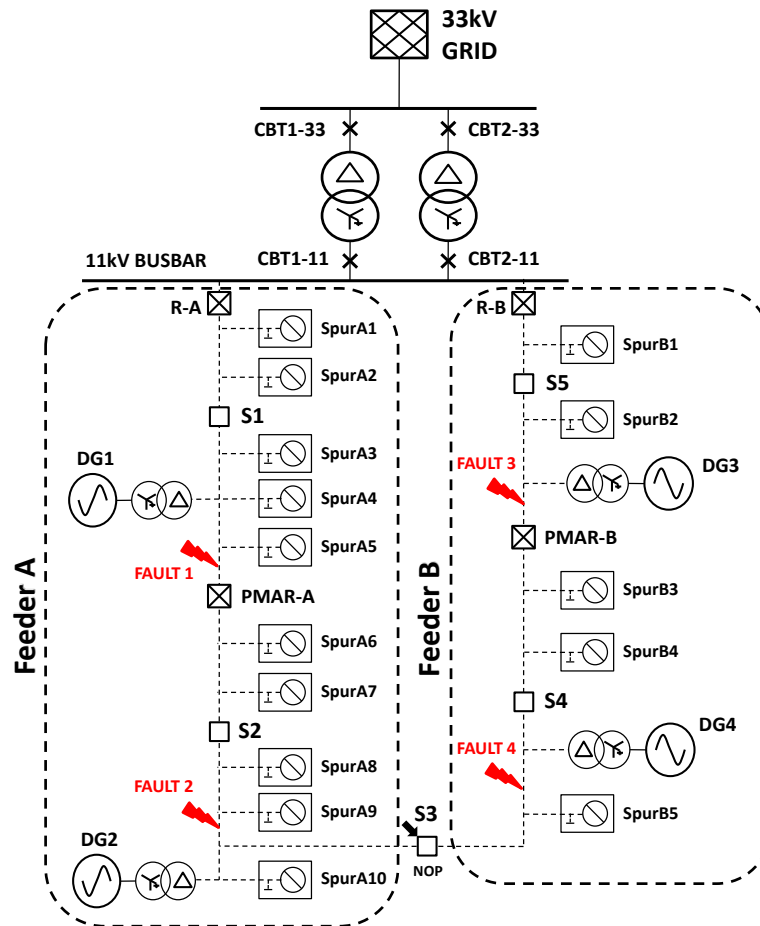 33kV
GRID
CBT1-33
CBT2-33
CBT1-11
CBT2-11
11kV BUSBAR
R-A
R-B
SpurA1
SpurB1
SpurA2
S5
S1
SpurB2
SpurA3
DG1
FAULT 3
DG3
SpurA4
SpurA5
PMAR-B
FAULT 1
PMAR-A
SpurB3
Feeder A
Feeder B
SpurA6
SpurB4
SpurA7
S4
S2
DG4
FAULT 4
SpurA8
FAULT 2
SpurA9
S3
SpurB5
DG2
NOP
SpurA10